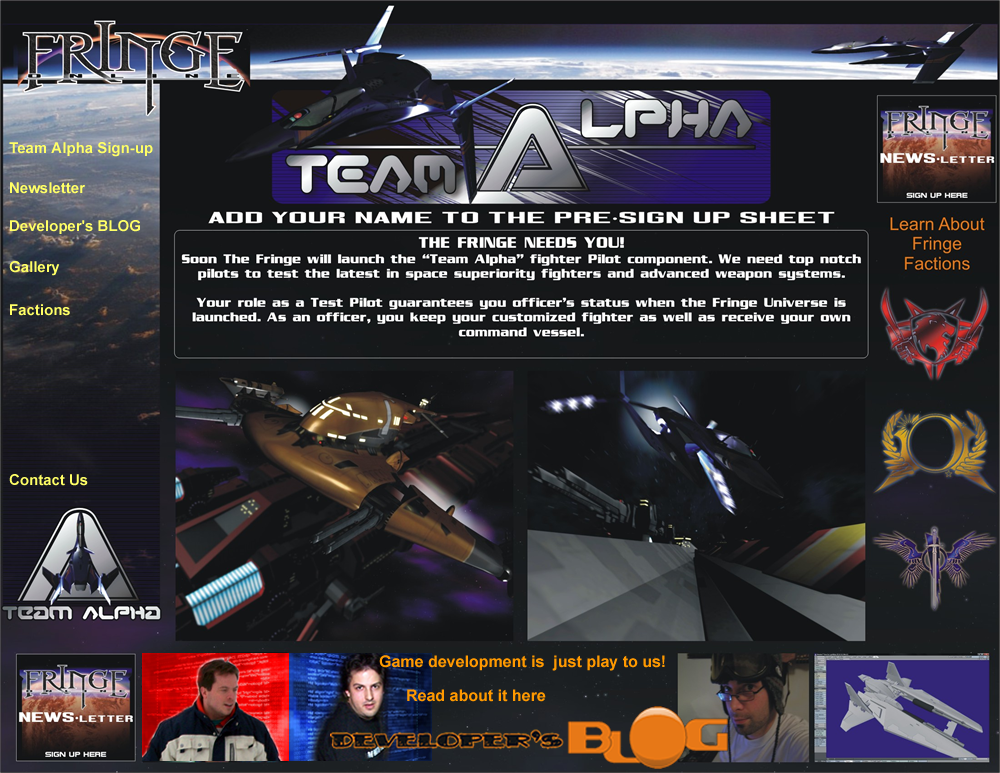 FRINGE
ONLINE
TEAM ALPHA
ADD YOUR NAME TO THE PRE-SIGN UP SHEET
THE FRINGE NEEDS YOU!
Soon The Fringe will launch the “Team Alpha” fighter Pilot component. We need top notch
pilots to test the latest in space superiority fighters and advanced weapon systems.
Your role as a Test Pilot guarantees you officer’s status when the Fringe Universe is
launched. As an officer, you keep your customized fighter as well as receive your own
command vessel.
Team Alpha Sign-up
Newsletter
Developer's BLOG
Gallery
Factions
Contact Us
TEAM ALPHA
FRINGE
NEWS-LETTER
SIGN UP HERE
Learn About
Fringe
Factions
FRINGE
NEWS-LETTER
SIGN UP HERE
Game development is just play to us!
Read about it here
DEVELOPER'S BLOG